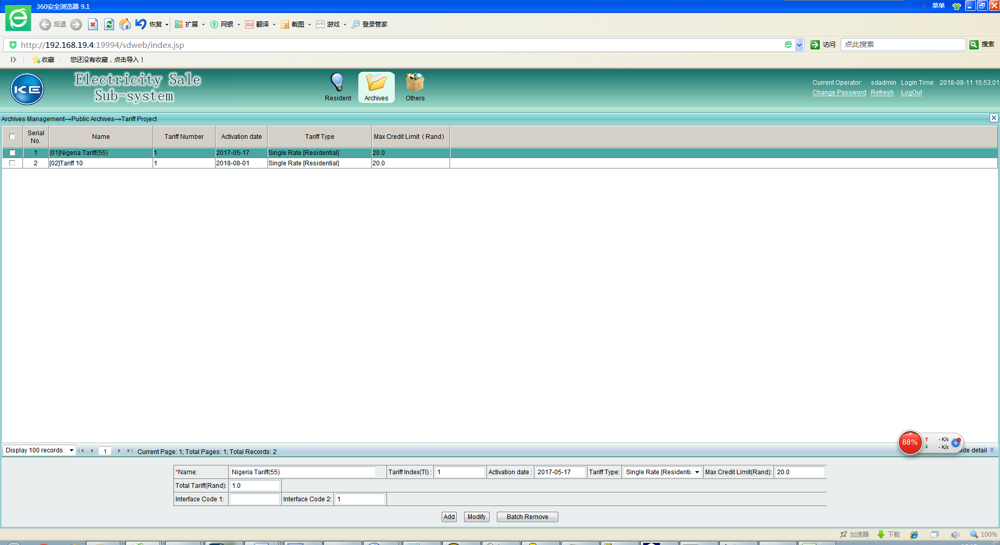 360安全浏览器 9.1
菜单
后退
恢复
扩展
网银
翻译
截图
游戏
登录管家
http://192.168.19.4:19994/sdweb/index.jsp
访问
点此搜索
搜索
收藏
您还没有收藏，点击导入！
KE
Electricity Sale
Sub-system
Resident
Archives
Others
Current Operator: sdadmin Login Time: 2018-08-11 15:53:01
Change Password Refresh LogOut
Archives Management→Public Archives→Tariff Project
Serial No. Name Tariff Number Activation date Tariff Type Max Credit Limit（Rand）
1 [01]Nigeria Tariff(55) 1 2017-05-17 Single Rate [Residential] 20.0
2 [02]Tariff 10 1 2018-08-01 Single Rate [Residential] 20.0
88%
- K/s
- K/s
Display 100 records 1 Current Page: 1; Total Pages: 1; Total Records: 2
detail
*Name: Nigeria Tariff(55) Tariff Index(TI) : 1 Activation date : 2017-05-17 Tariff Type: Single Rate [Residenti Max Credit Limit(Rand): 20.0
Total Tariff(Rand): 1.0
Interface Code 1: Interface Code 2: 1
Add Modify Batch Remove
加速器 下载 100%